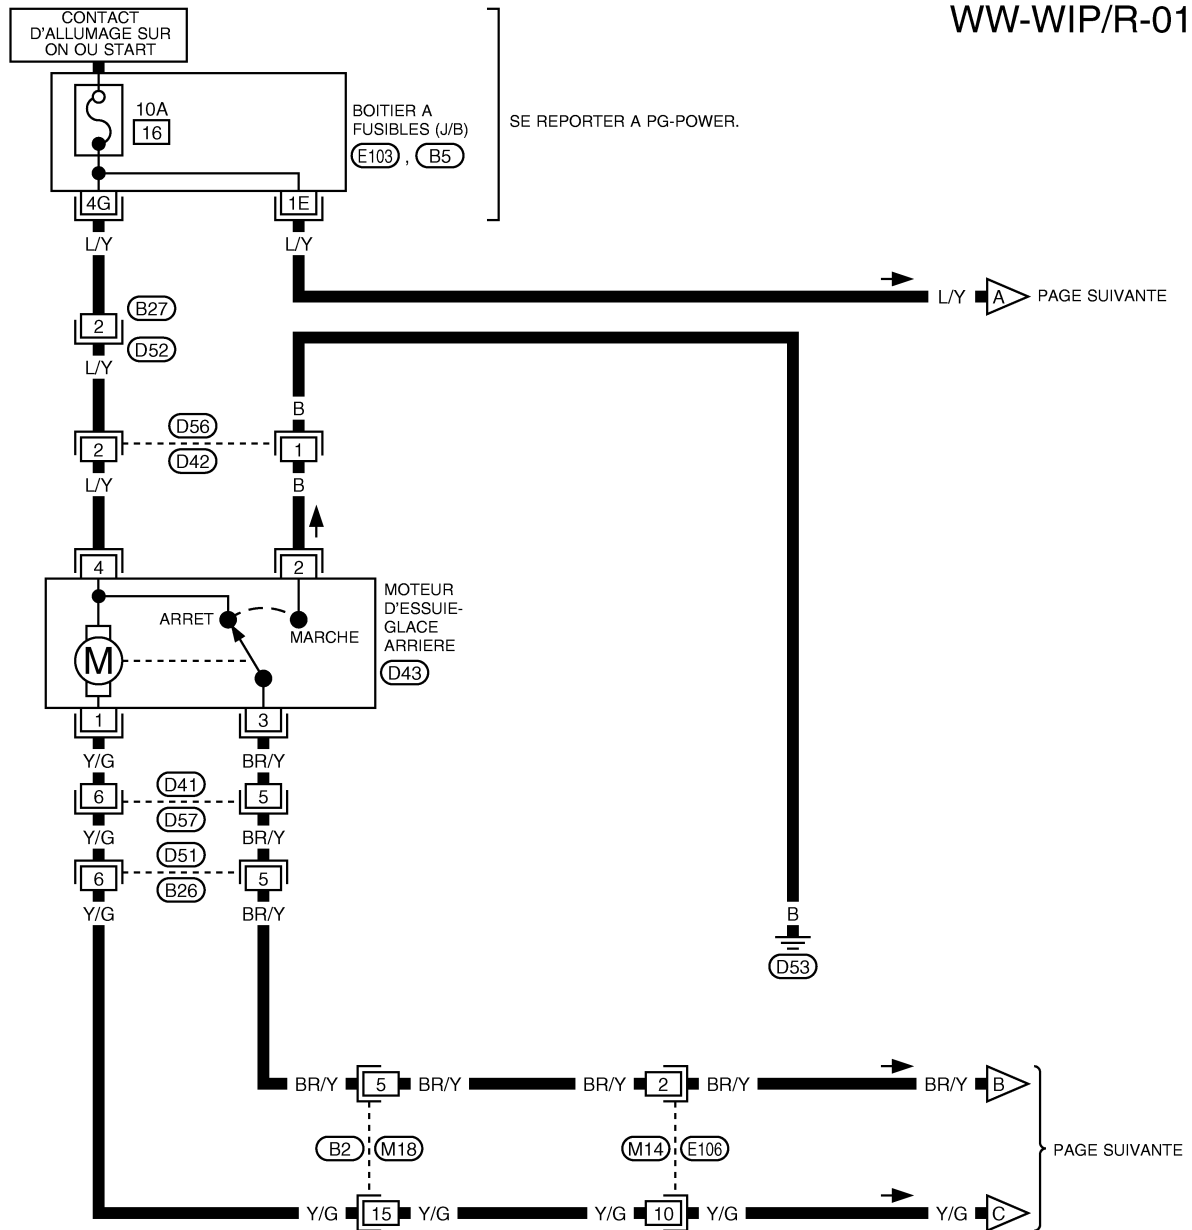 WW-WIP/R-01
CONTACT
D'ALLUMAGE SUR
ON OU START
10A
16
BOITIER A
FUSIBLES (J/B)
E103 , B5
SE REPORTER A PG-POWER.
4G 1E
L/Y L/Y
L/Y A PAGE SUIVANTE
B27
2
D52
L/Y
B
D56
2 1
D42
L/Y B
4 2
ARRET
MARCHE
M
MOTEUR
D'ESSUIE-
GLACE
ARRIERE
D43
1 3
Y/G BR/Y
D41
6 5
D57
Y/G BR/Y
D51
6 5
B26
Y/G BR/Y
B
D53
BR/Y 5 BR/Y BR/Y 2 BR/Y BR/Y B
B2 M18 M14 E106
PAGE SUIVANTE
Y/G 15 Y/G Y/G 10 Y/G Y/G C